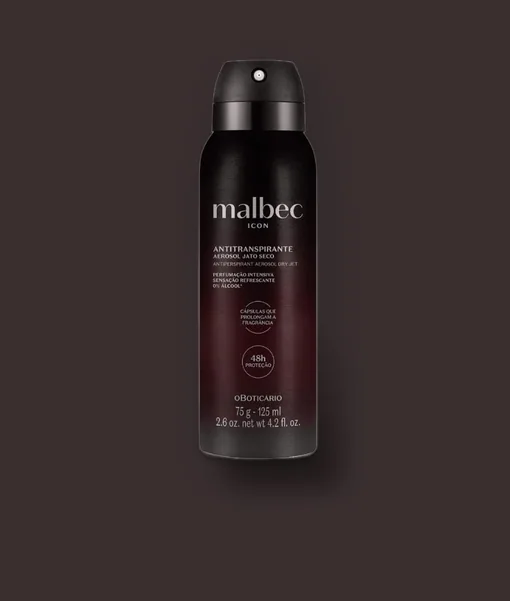 malbec
ICON
ANTITRANSPIRANTE
AEROSOL JATO SECO
ANTIPERSPIRANT AEROSOL DRY JET
PERFUMAÇÃO INTENSIVA
SENSAÇÃO REFRESCANTE
0% ÁLCOOL*
CÁPSULAS QUE
PROLONGAM A
FRAGRÂNCIA
48h
PROTEÇÃO
OBOTICARIO
75 g - 125 ml
2.6 oz. net wt 4.2 fl. oz.